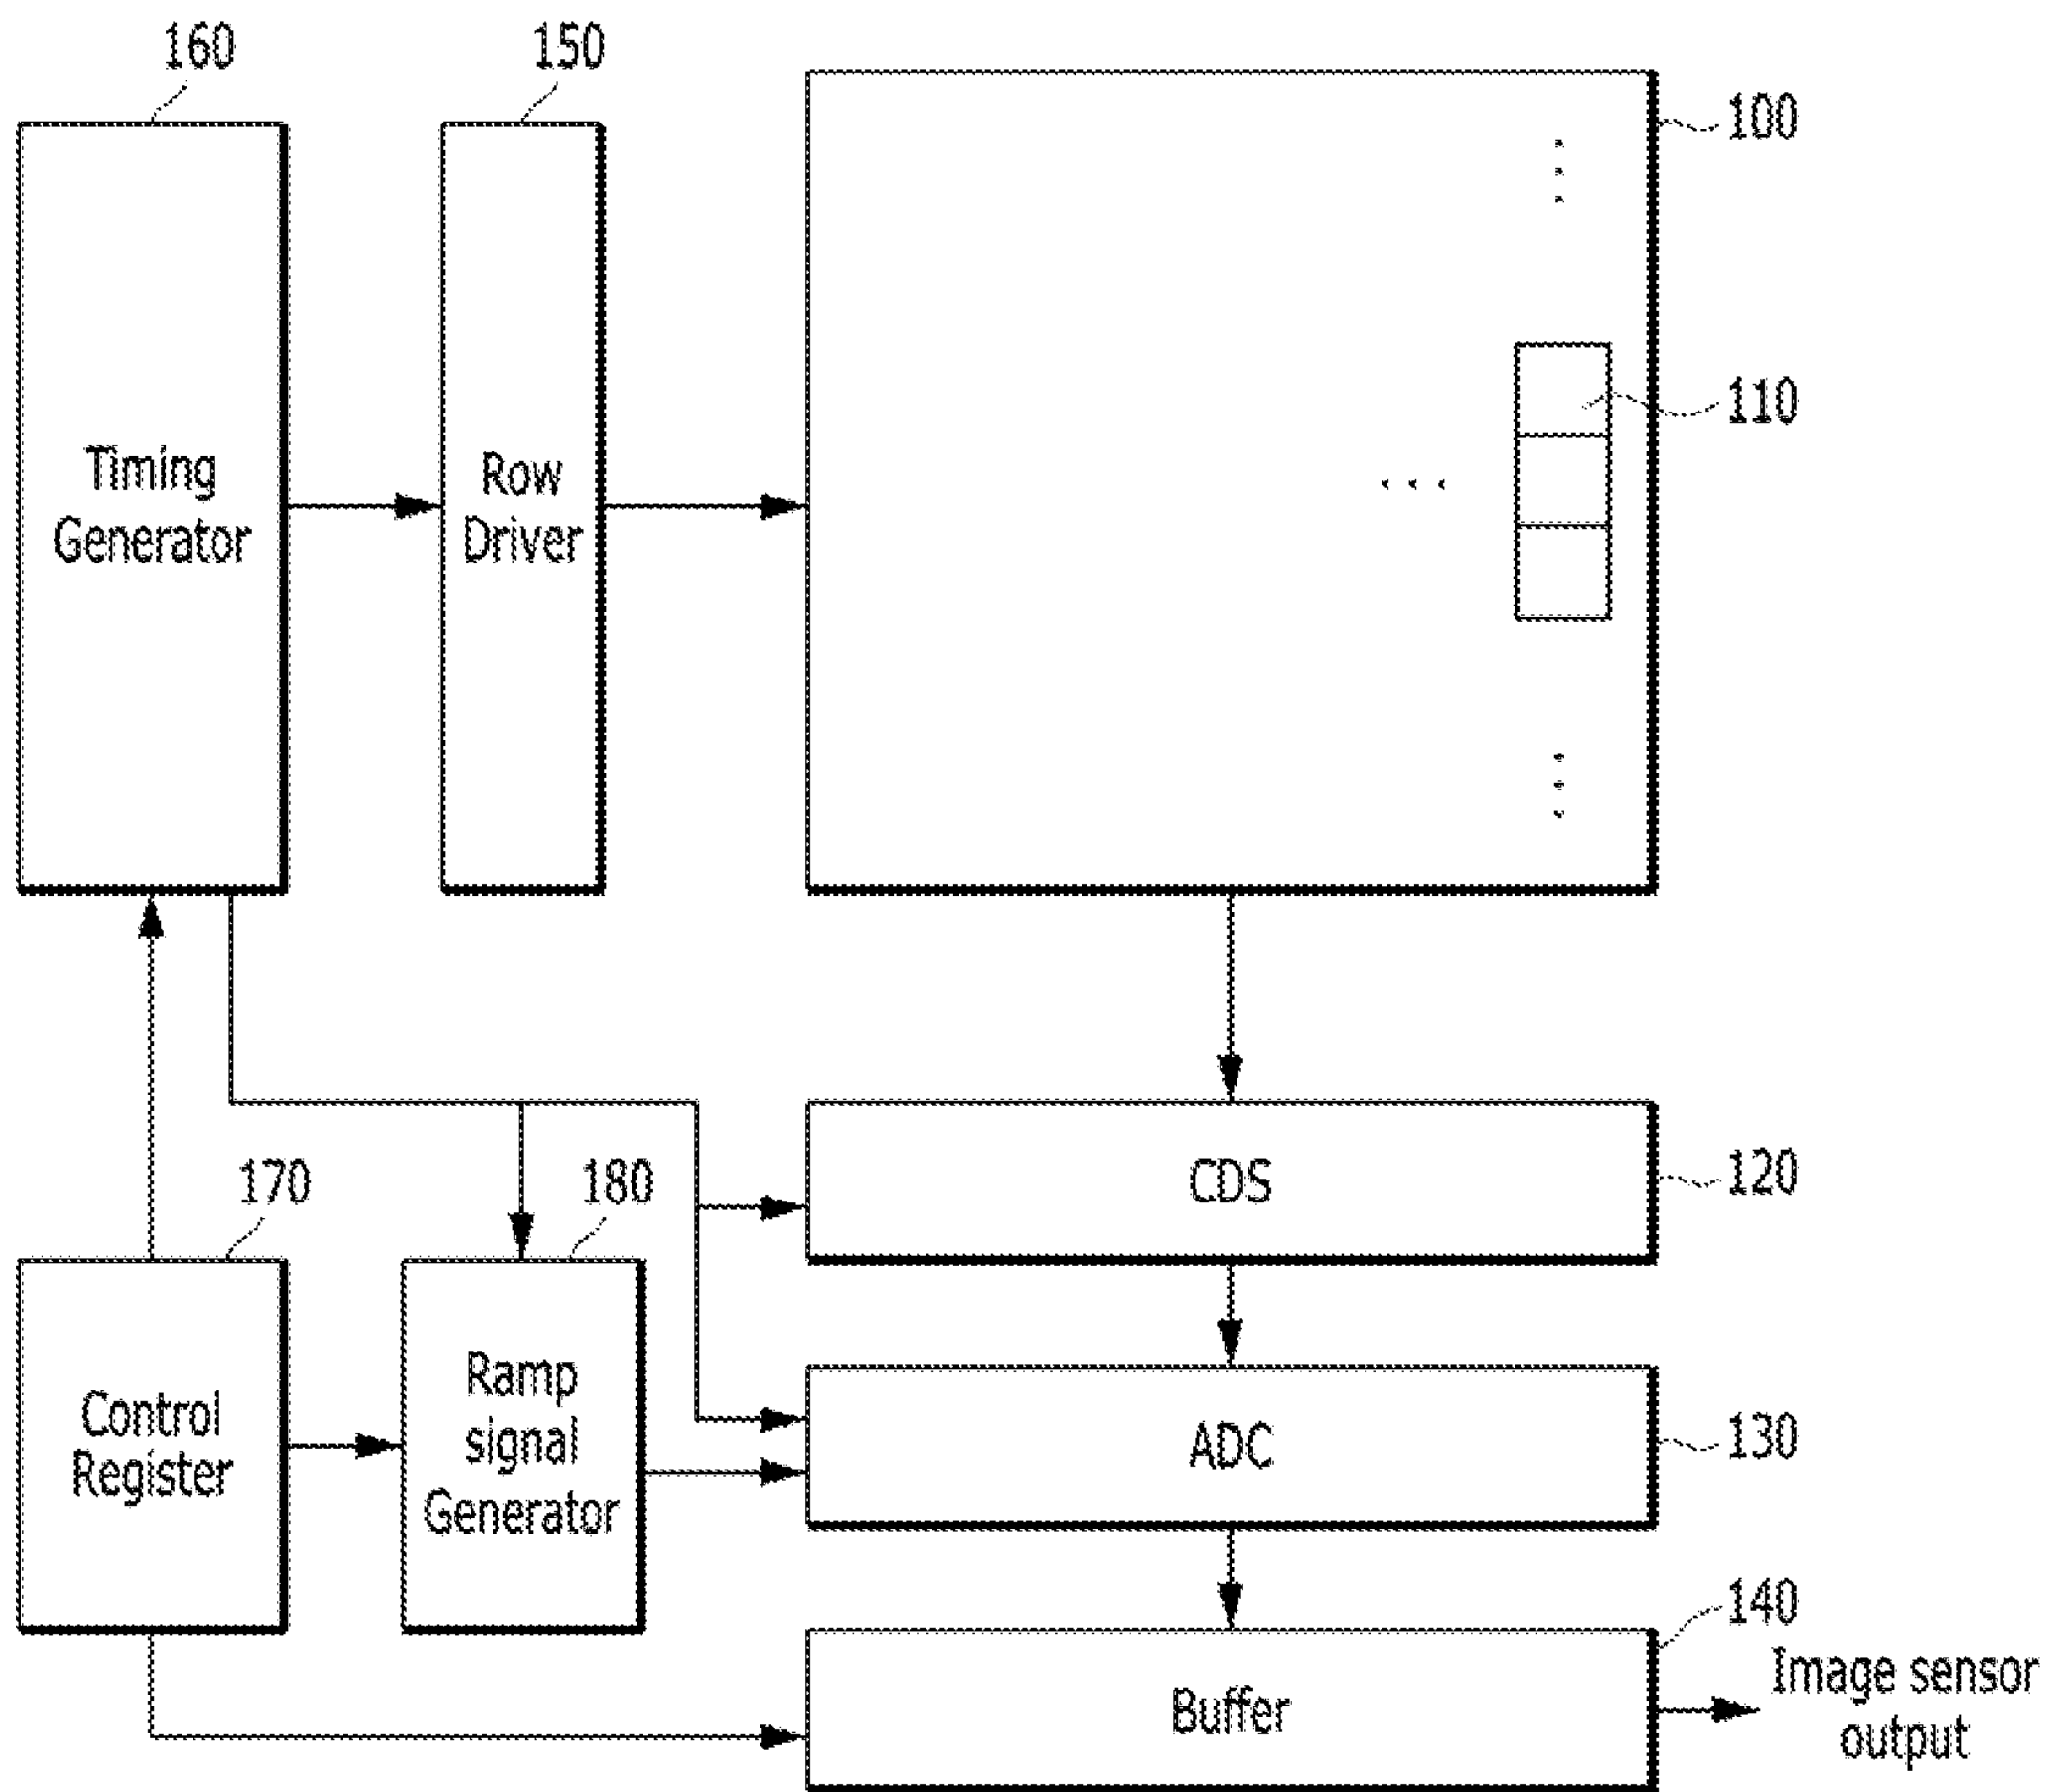 160
150
100
Timing
Generator
Row
Driver
110
170
180
CDS
120
Control
Register
Ramp
signal
Generator
ADC
130
140
Buffer
Image sensor
output